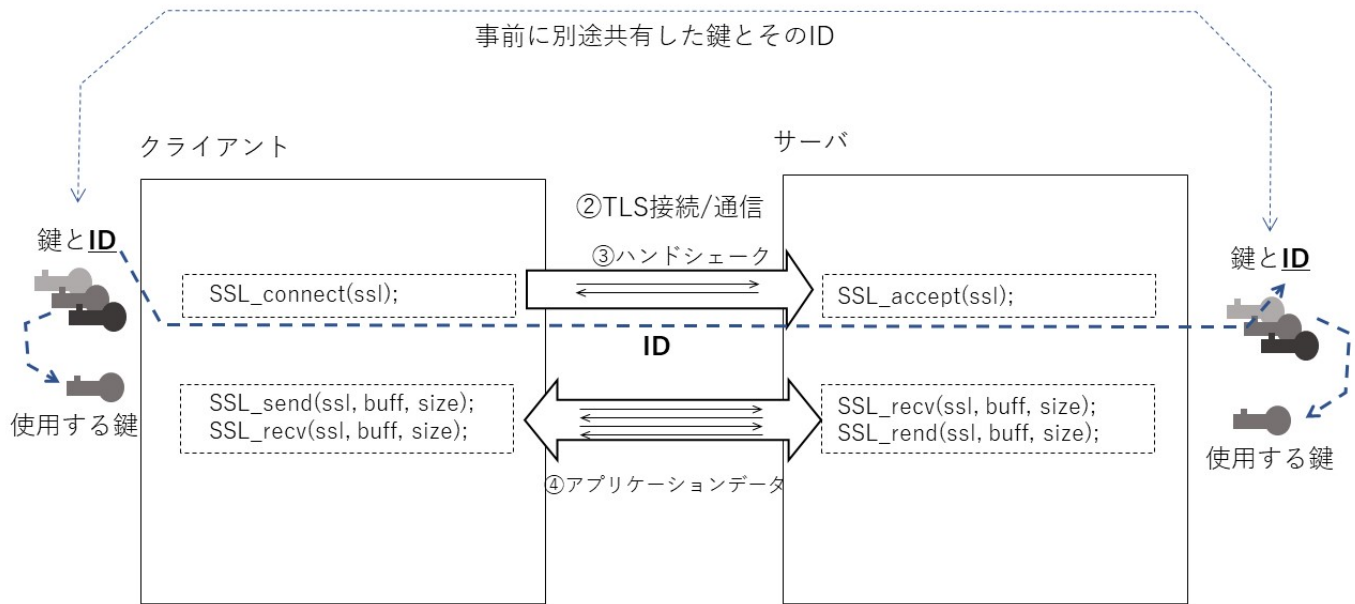 事前に別途共有した鍵とそのID
クライアント
サーバ
②TLS接続/通信
鍵とID
③ハンドシェーク
鍵とID
SSL_connect(ssl);
SSL_accept(ssl);
ID
SSL_send(ssl, buff, size);
SSL_recv(ssl, buff, size);
SSL_recv(ssl, buff, size);
SSL_rend(ssl, buff, size);
使用する鍵
使用する鍵
④アプリケーションデータ